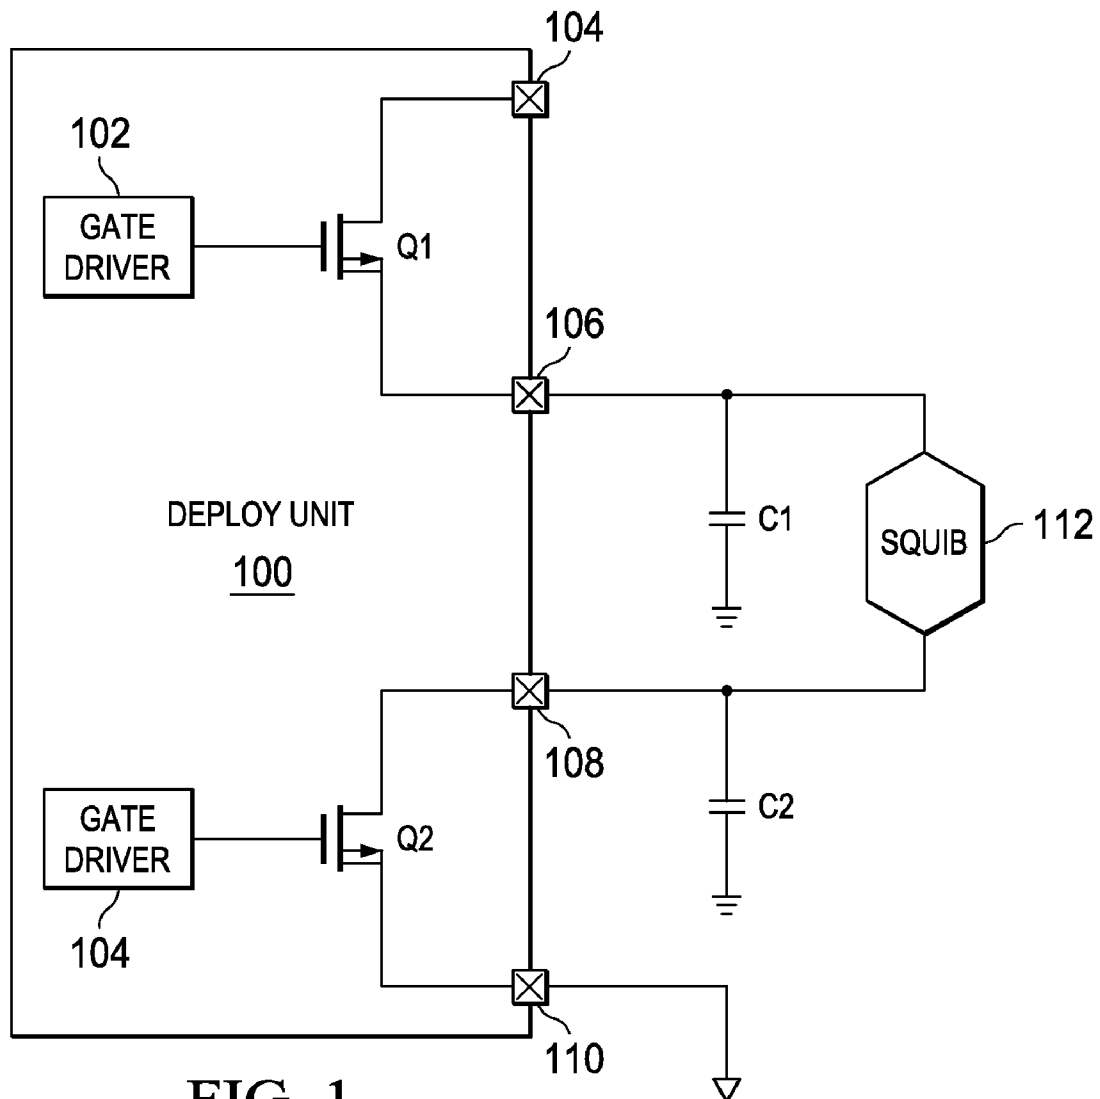 104
102
GATE
DRIVER
Q1
106
DEPLOY UNIT
100
C1
SQUIB
112
108
GATE
DRIVER
Q2
C2
104
110
FIG. 1